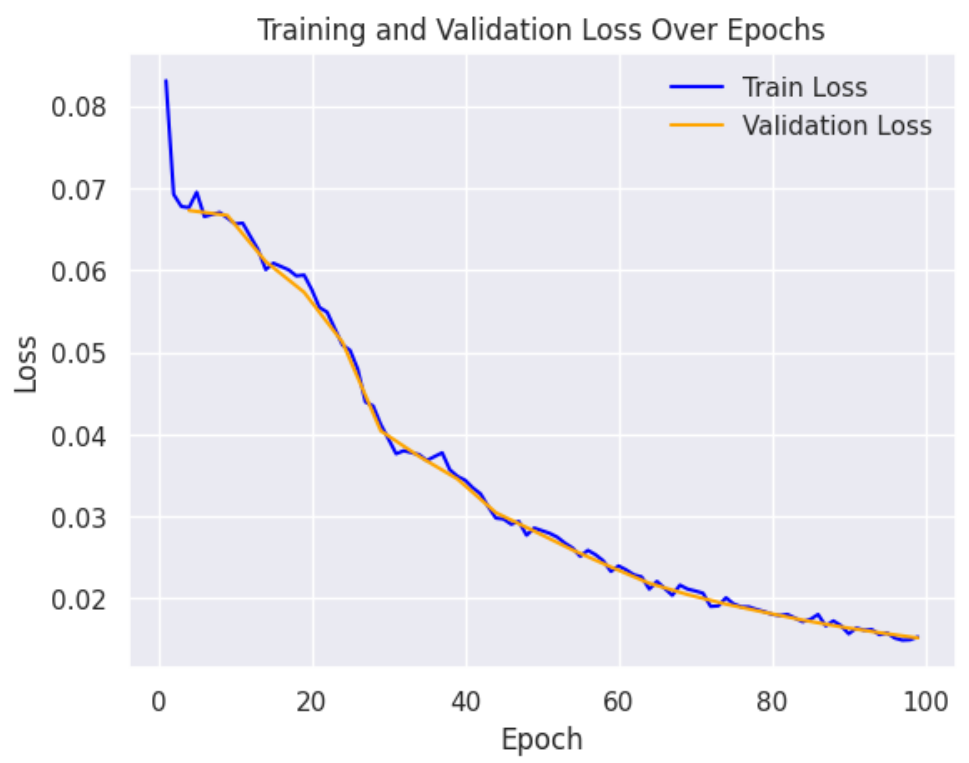 Training and Validation Loss Over Epochs
Train Loss
Validation Loss
0.08
0.07
0.06
0.05
0.04
0.03
0.02
Loss
0
20
40
60
80
100
Epoch